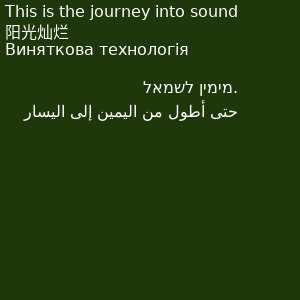 This is the journey into sound
阳光灿烂
Виняткова технологія
מימין לשמאל.
حتى أطول من اليمين إلى اليسار